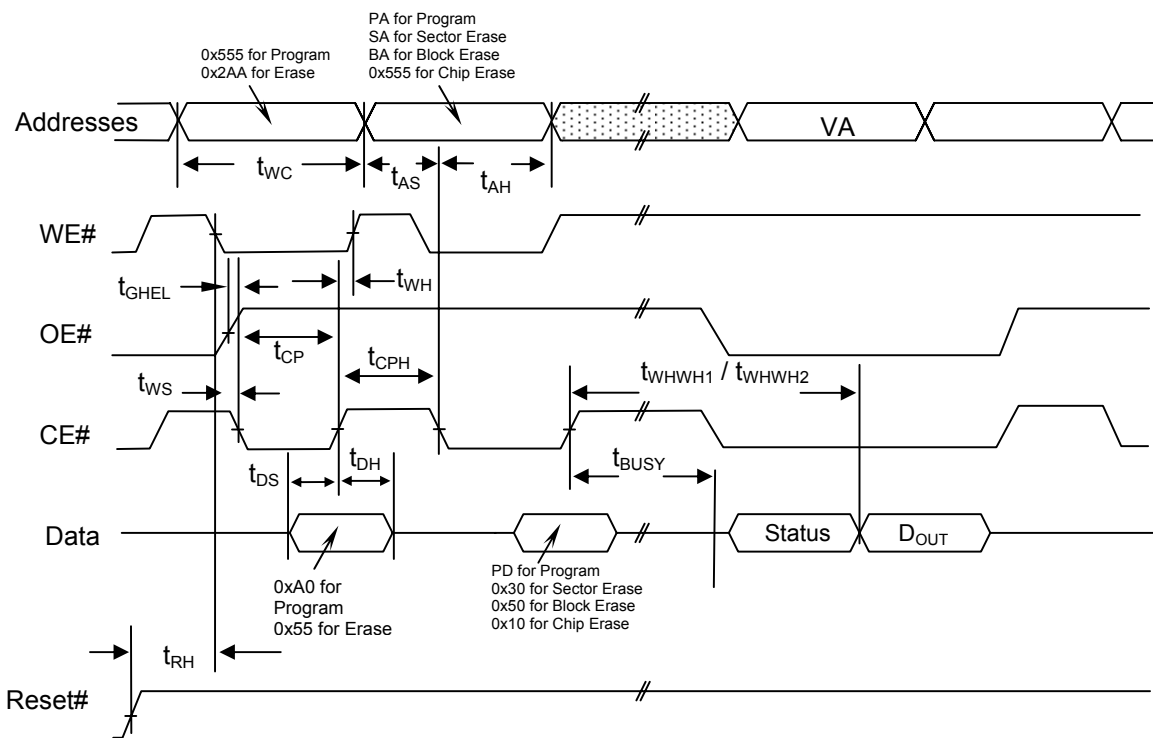 0x555 for Program
0x2AA for Erase
PA for Program
SA for Sector Erase
BA for Block Erase
0x555 for Chip Erase
Addresses
VA
tWC
tAS
tAH
WE#
tGHEL
tWH
OE#
tCP
tCPH
tWHWH1 / tWHWH2
tWS
CE#
tDS
tDH
tBUSY
Data
Status
DOUT
0xA0 for
Program
0x55 for Erase
PD for Program
0x30 for Sector Erase
0x50 for Block Erase
0x10 for Chip Erase
tRH
Reset#